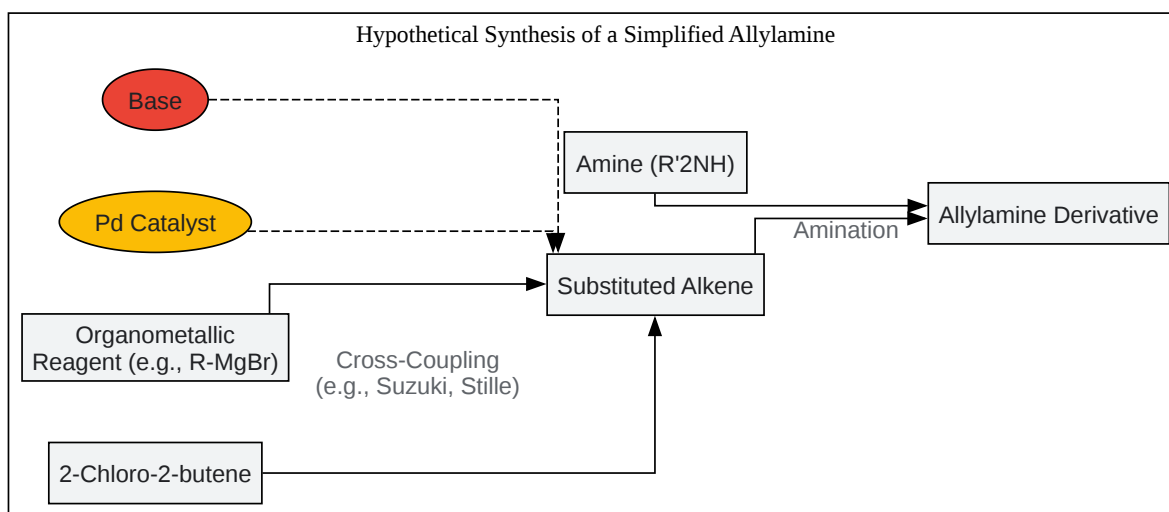 Hypothetical Synthesis of a Simplified Allylamine
Base
Amine (R'2NH)
Pd Catalyst
Allylamine Derivative
Amination
Substituted Alkene
Organometallic
Reagent (e.g., R-MgBr)
Cross-Coupling
(e.g., Suzuki, Stille)
2-Chloro-2-butene